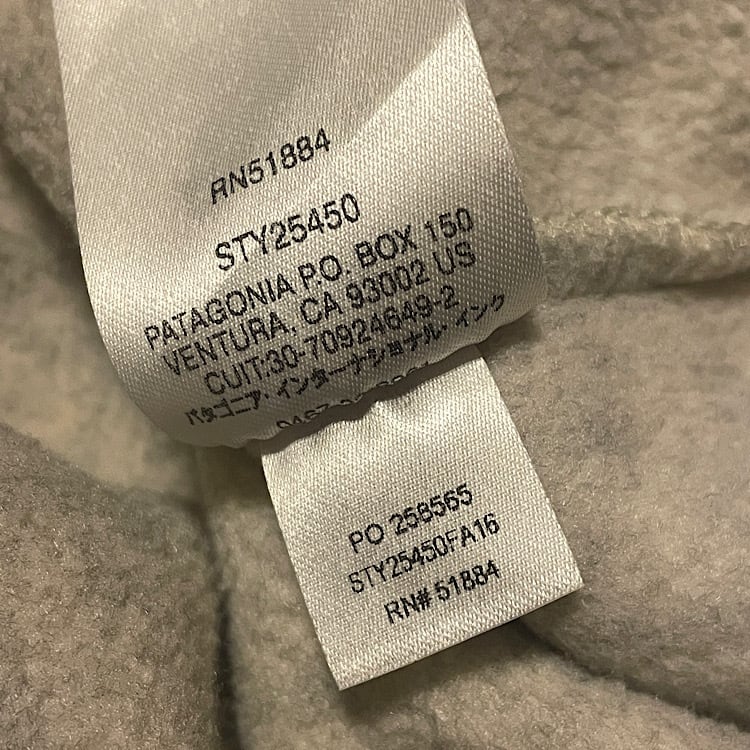 RN51884
STY25450
PATAGONIA P.O. BOX 150
VENTURA, CA 93002 US
CUIT:30-70924649-2
パタゴニア・インターナショナル・インク
PO 258565
STY25450FA16
RN# 51884